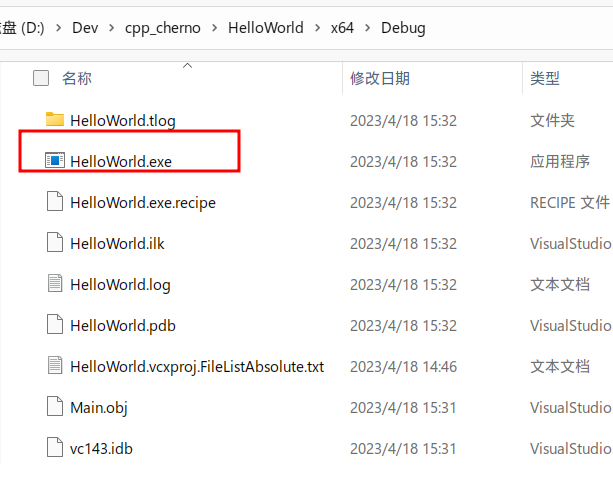 盘 (D:) > Dev > cpp_cherno > HelloWorld > x64 > Debug
名称 修改日期 类型
HelloWorld.tlog 2023/4/18 15:32 文件夹
HelloWorld.exe 2023/4/18 15:32 应用程序
HelloWorld.exe.recipe 2023/4/18 15:32 RECIPE 文件
HelloWorld.ilk 2023/4/18 15:32 VisualStudio
HelloWorld.log 2023/4/18 15:32 文本文档
HelloWorld.pdb 2023/4/18 15:32 VisualStudio
HelloWorld.vcxproj.FileListAbsolute.txt 2023/4/18 14:46 文本文档
Main.obj 2023/4/18 15:31 VisualStudio
vc143.idb 2023/4/18 15:31 VisualStudio